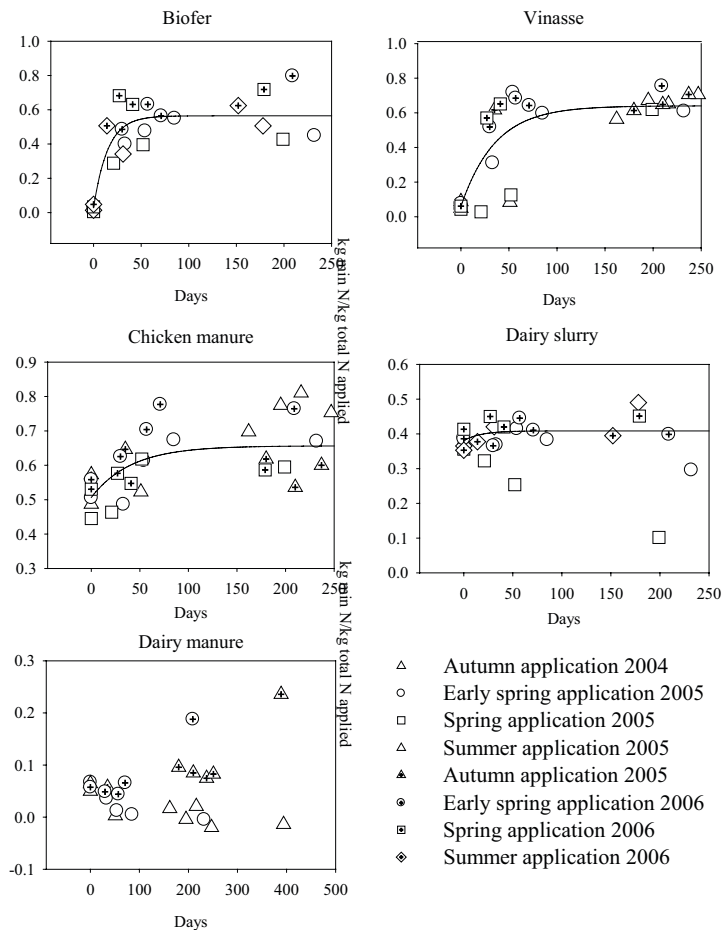 Biofer
1.0
0.8
0.6
0.4
0.2
0.0
0 50 100 150 200 250
Days
Vinasse
1.0
0.8
0.6
0.4
0.2
0.0
0 50 100 150 200 250
Days
kg min N/kg total N applied
Chicken manure
0.9
0.8
0.7
0.6
0.5
0.4
0.3
0 50 100 150 200 250
Days
Dairy slurry
0.6
0.5
0.4
0.3
0.2
0.1
0.0
0 50 100 150 200 250
Days
kg min N/kg total N applied
Dairy manure
0.3
0.2
0.1
0.0
-0.1
0 100 200 300 400 500
Days
Autumn application 2004
Early spring application 2005
Spring application 2005
Summer application 2005
Autumn application 2005
Early spring application 2006
Spring application 2006
Summer application 2006